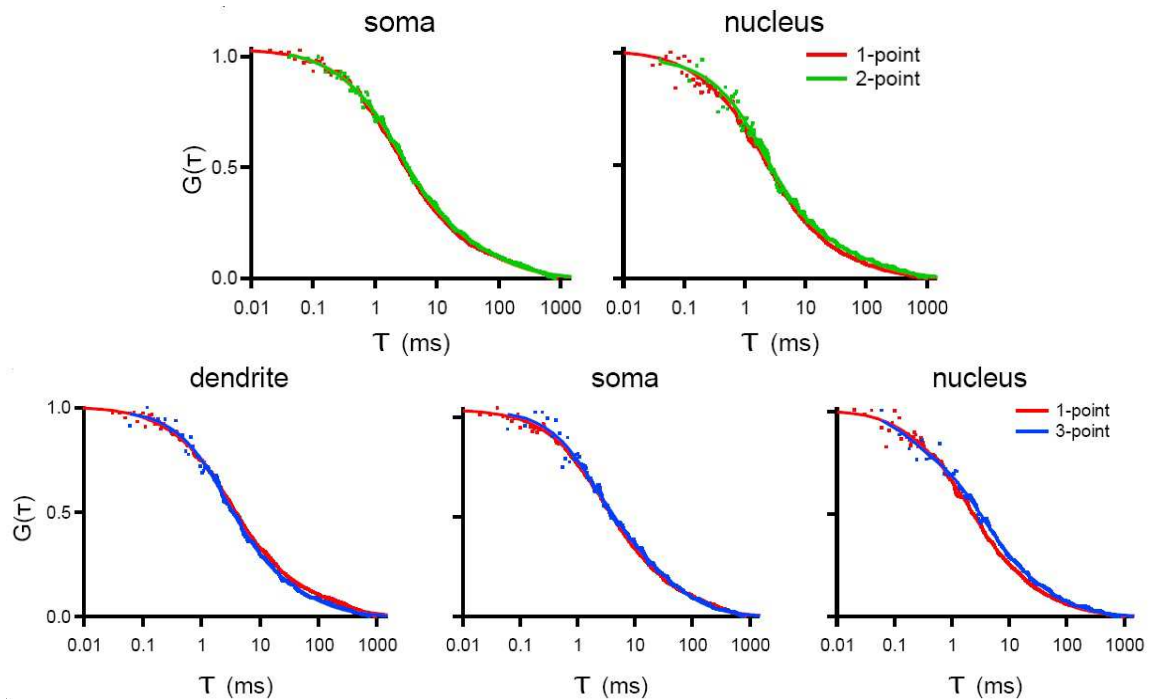 soma
nucleus
1-point
2-point
1.0
0.5
0.0
G(τ)
0.01 0.1 1 10 100 1000
τ (ms)
0.01 0.1 1 10 100 1000
τ (ms)
dendrite
soma
nucleus
1-point
3-point
1.0
0.5
0.0
G(τ)
0.01 0.1 1 10 100 1000
τ (ms)
0.01 0.1 1 10 100 1000
τ (ms)
0.01 0.1 1 10 100 1000
τ (ms)